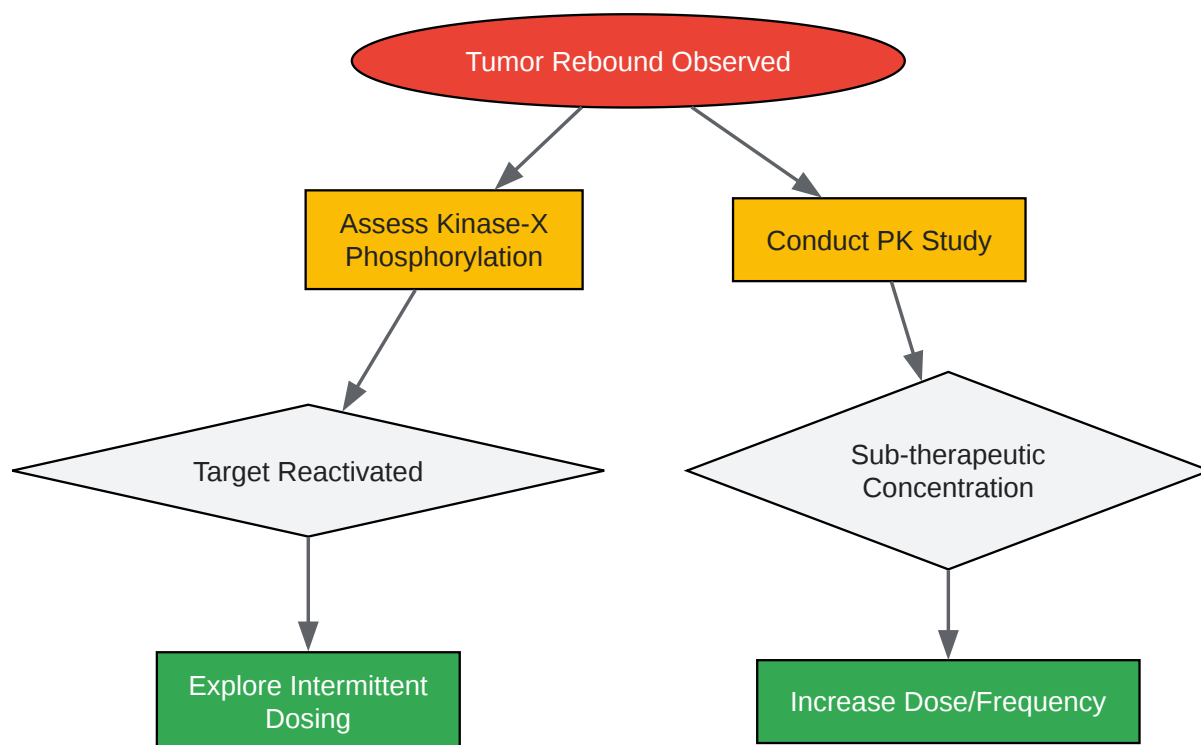 Tumor Rebound Observed
Assess Kinase-X
Phosphorylation
Conduct PK Study
Target Reactivated
Sub-therapeutic
Concentration
Explore Intermittent
Dosing
Increase Dose/Frequency